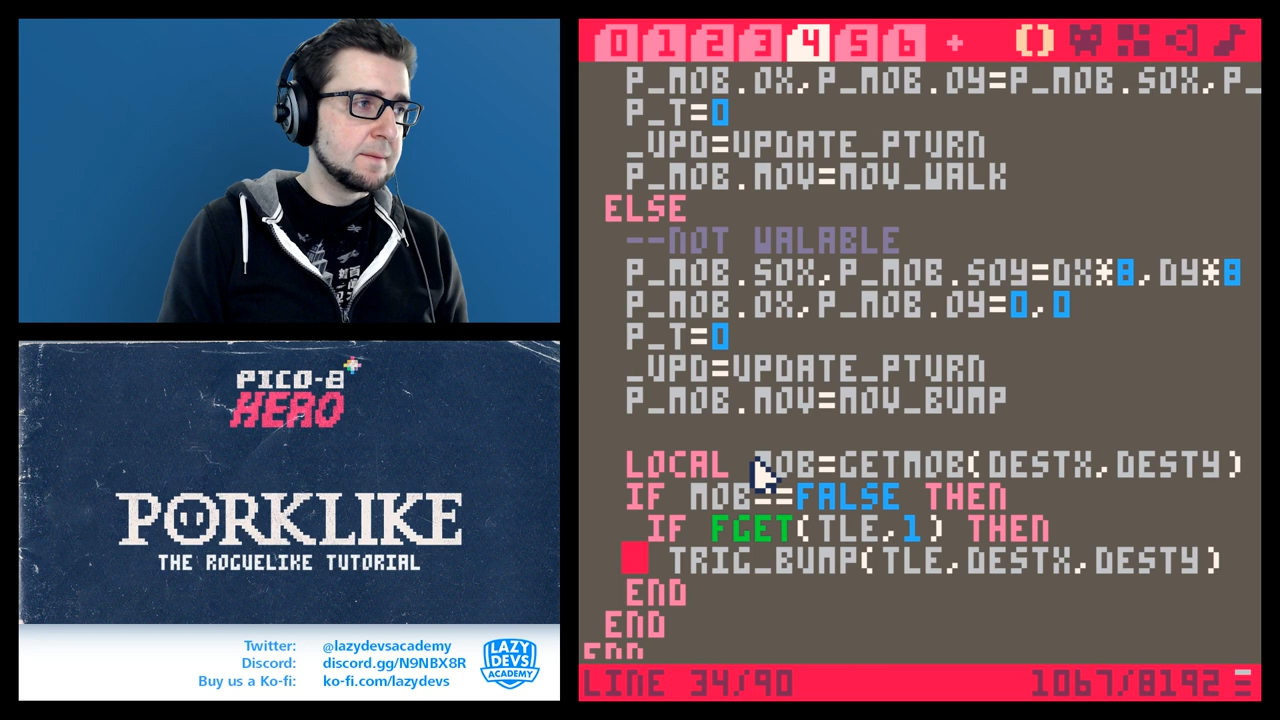 0 1 2 3 4 5 6 +
P_MOB.OX,P_MOB.OY=P_MOB.SOX,P_
P_T=0
_UPD=UPDATE_PTURN
P_MOB.MOV=MOV_WALK
ELSE
--NOT WALABLE
P_MOB.SOX,P_MOB.SOY=DX*8,DY*8
P_MOB.OX,P_MOB.OY=0,0
P_T=0
_UPD=UPDATE_PTURN
P_MOB.MOV=MOV_BUMP
LOCAL MOB=GETMOB(DESTX,DESTY)
IF MOB==FALSE THEN
IF FGET(TLE,1) THEN
TRIG_BUMP(TLE,DESTX,DESTY)
END
END
END
LINE 34/90 1067/8192
PICO-8
HERO
PORKLIKE
THE ROGUELIKE TUTORIAL
Twitter: @lazydevsacademy
Discord: discord.gg/N9NBX8R
Buy us a Ko-fi: ko-fi.com/lazydevs
LAZY
DEVS
ACADEMY